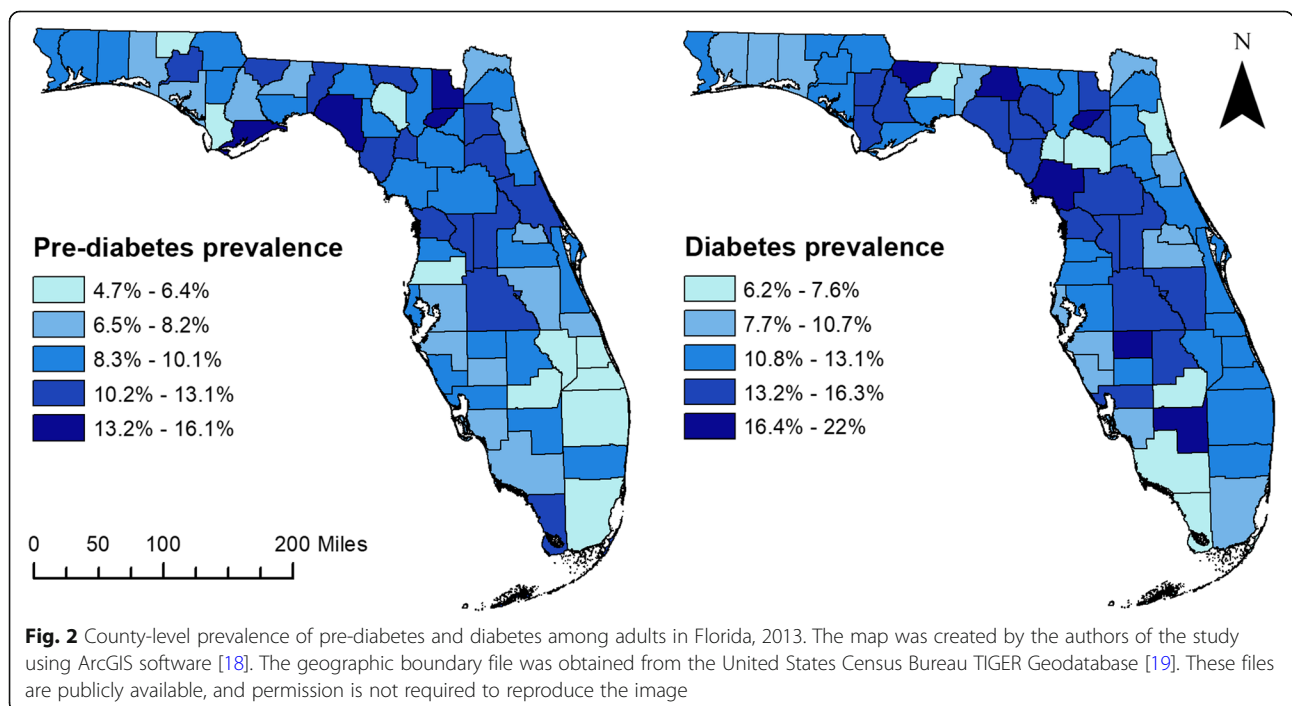 N
Pre-diabetes prevalence
4.7% - 6.4%
6.5% - 8.2%
8.3% - 10.1%
10.2% - 13.1%
13.2% - 16.1%
Diabetes prevalence
6.2% - 7.6%
7.7% - 10.7%
10.8% - 13.1%
13.2% - 16.3%
16.4% - 22%
0 50 100 200 Miles
Fig. 2 County-level prevalence of pre-diabetes and diabetes among adults in Florida, 2013. The map was created by the authors of the study
using ArcGIS software [18]. The geographic boundary file was obtained from the United States Census Bureau TIGER Geodatabase [19]. These files
are publicly available, and permission is not required to reproduce the image